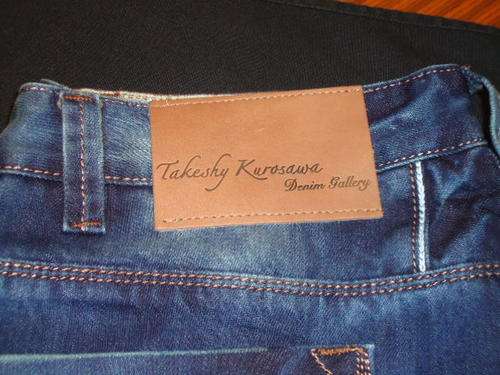 Takeshy Kurosawa
Denim Gallery